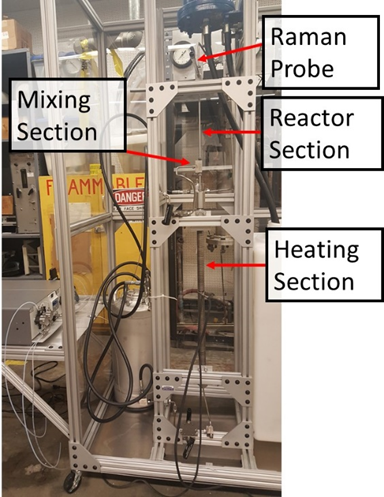 Raman
Probe
Mixing
Section
Reactor
Section
FLAMMABLE
DANGER
Heating
Section